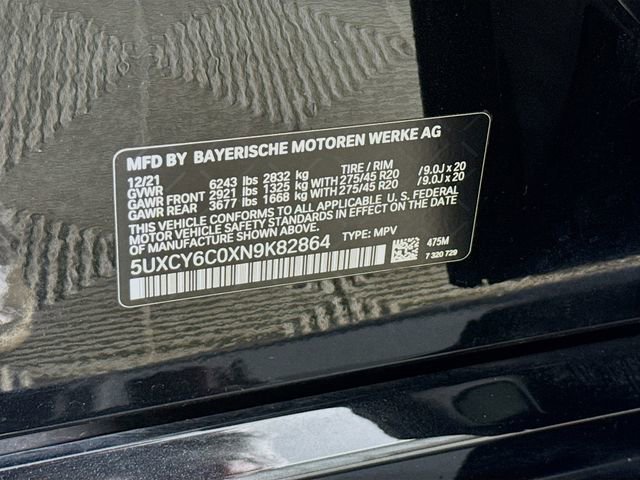 MFD BY BAYERISCHE MOTOREN WERKE AG
12/21 TIRE / RIM
GVWR 6243 lbs 2832 kg
GAWR FRONT 2921 lbs 1325 kg WITH 275/45 R20 / 9.0J x 20
GAWR REAR 3677 lbs 1668 kg WITH 275/45 R20 / 9.0J x 20
THIS VEHICLE CONFORMS TO ALL APPLICABLE U.S. FEDERAL
MOTOR VEHICLE SAFETY STANDARDS IN EFFECT ON THE DATE
OF MANUFACTURE SHOWN ABOVE.
5UXCY6C0XN9K82864 TYPE: MPV 475M
7 320 729